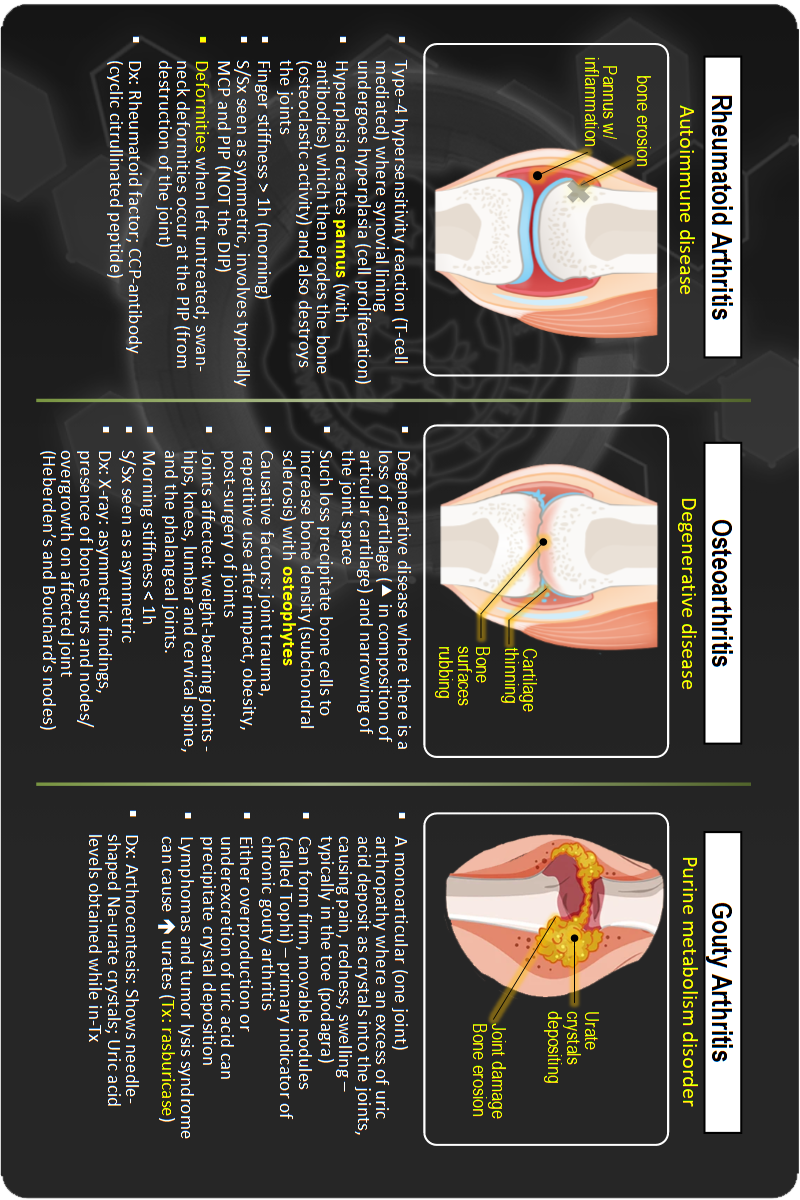 Rheumatoid Arthritis
Autoimmune disease
bone erosion
Pannus w/
inflammation
▪ Type-4 hypersensitivity reaction (T-cell
mediated) where synovial lining
undergoes hyperplasia (cell proliferation)
▪ Hyperplasia creates pannus (with
antibodies) which then erodes the bone
(osteoclastic activity) and also destroys
the joints
▪ Finger stiffness > 1h (morning)
▪ S/Sx seen as symmetric, involves typically
MCP and PIP (NOT the DIP)
▪ Deformities when left untreated; swan-
neck deformities occur at the PIP (from
destruction of the joint)
▪ Dx: Rheumatoid factor; CCP-antibody
(cyclic citrullinated peptide)
Osteoarthritis
Degenerative disease
Cartilage
thinning
Bone
surfaces
rubbing
▪ Degenerative disease where there is a
loss of cartilage (▲ in composition of
articular cartilage) and narrowing of
the joint space
▪ Such loss precipitate bone cells to
increase bone density (subchondral
sclerosis) with osteophytes
▪ Causative factors; joint trauma,
repetitive use after impact, obesity,
post-surgery of joints
▪ Joints affected: weight-bearing joints -
hips, knees, lumbar and cervical spine,
and the phalangeal joints.
▪ Morning stiffness < 1h
▪ S/Sx seen as asymmetric
▪ Dx: X-ray: asymmetric findings,
presence of bone spurs and nodes/
overgrowth on affected joint
(Heberden's and Bouchard's nodes)
Gouty Arthritis
Purine metabolism disorder
Urate
crystals
depositing
Joint damage
Bone erosion
▪ A monoarticular (one joint)
arthropathy where an excess of uric
acid deposit as crystals into the joints,
causing pain, redness, swelling –
typically in the toe (podagra)
▪ Can form firm, movable nodules
(called Tophi) – primary indicator of
chronic gouty arthritis
▪ Either overproduction or
underexcretion of uric acid can
precipitate crystal deposition
▪ Lymphomas and tumor lysis syndrome
can cause 🡹 urates (Tx: rasburicase)
▪ Dx: Arthrocentesis: Shows needle-
shaped Na-urate crystals; Uric acid
levels obtained while in-Tx